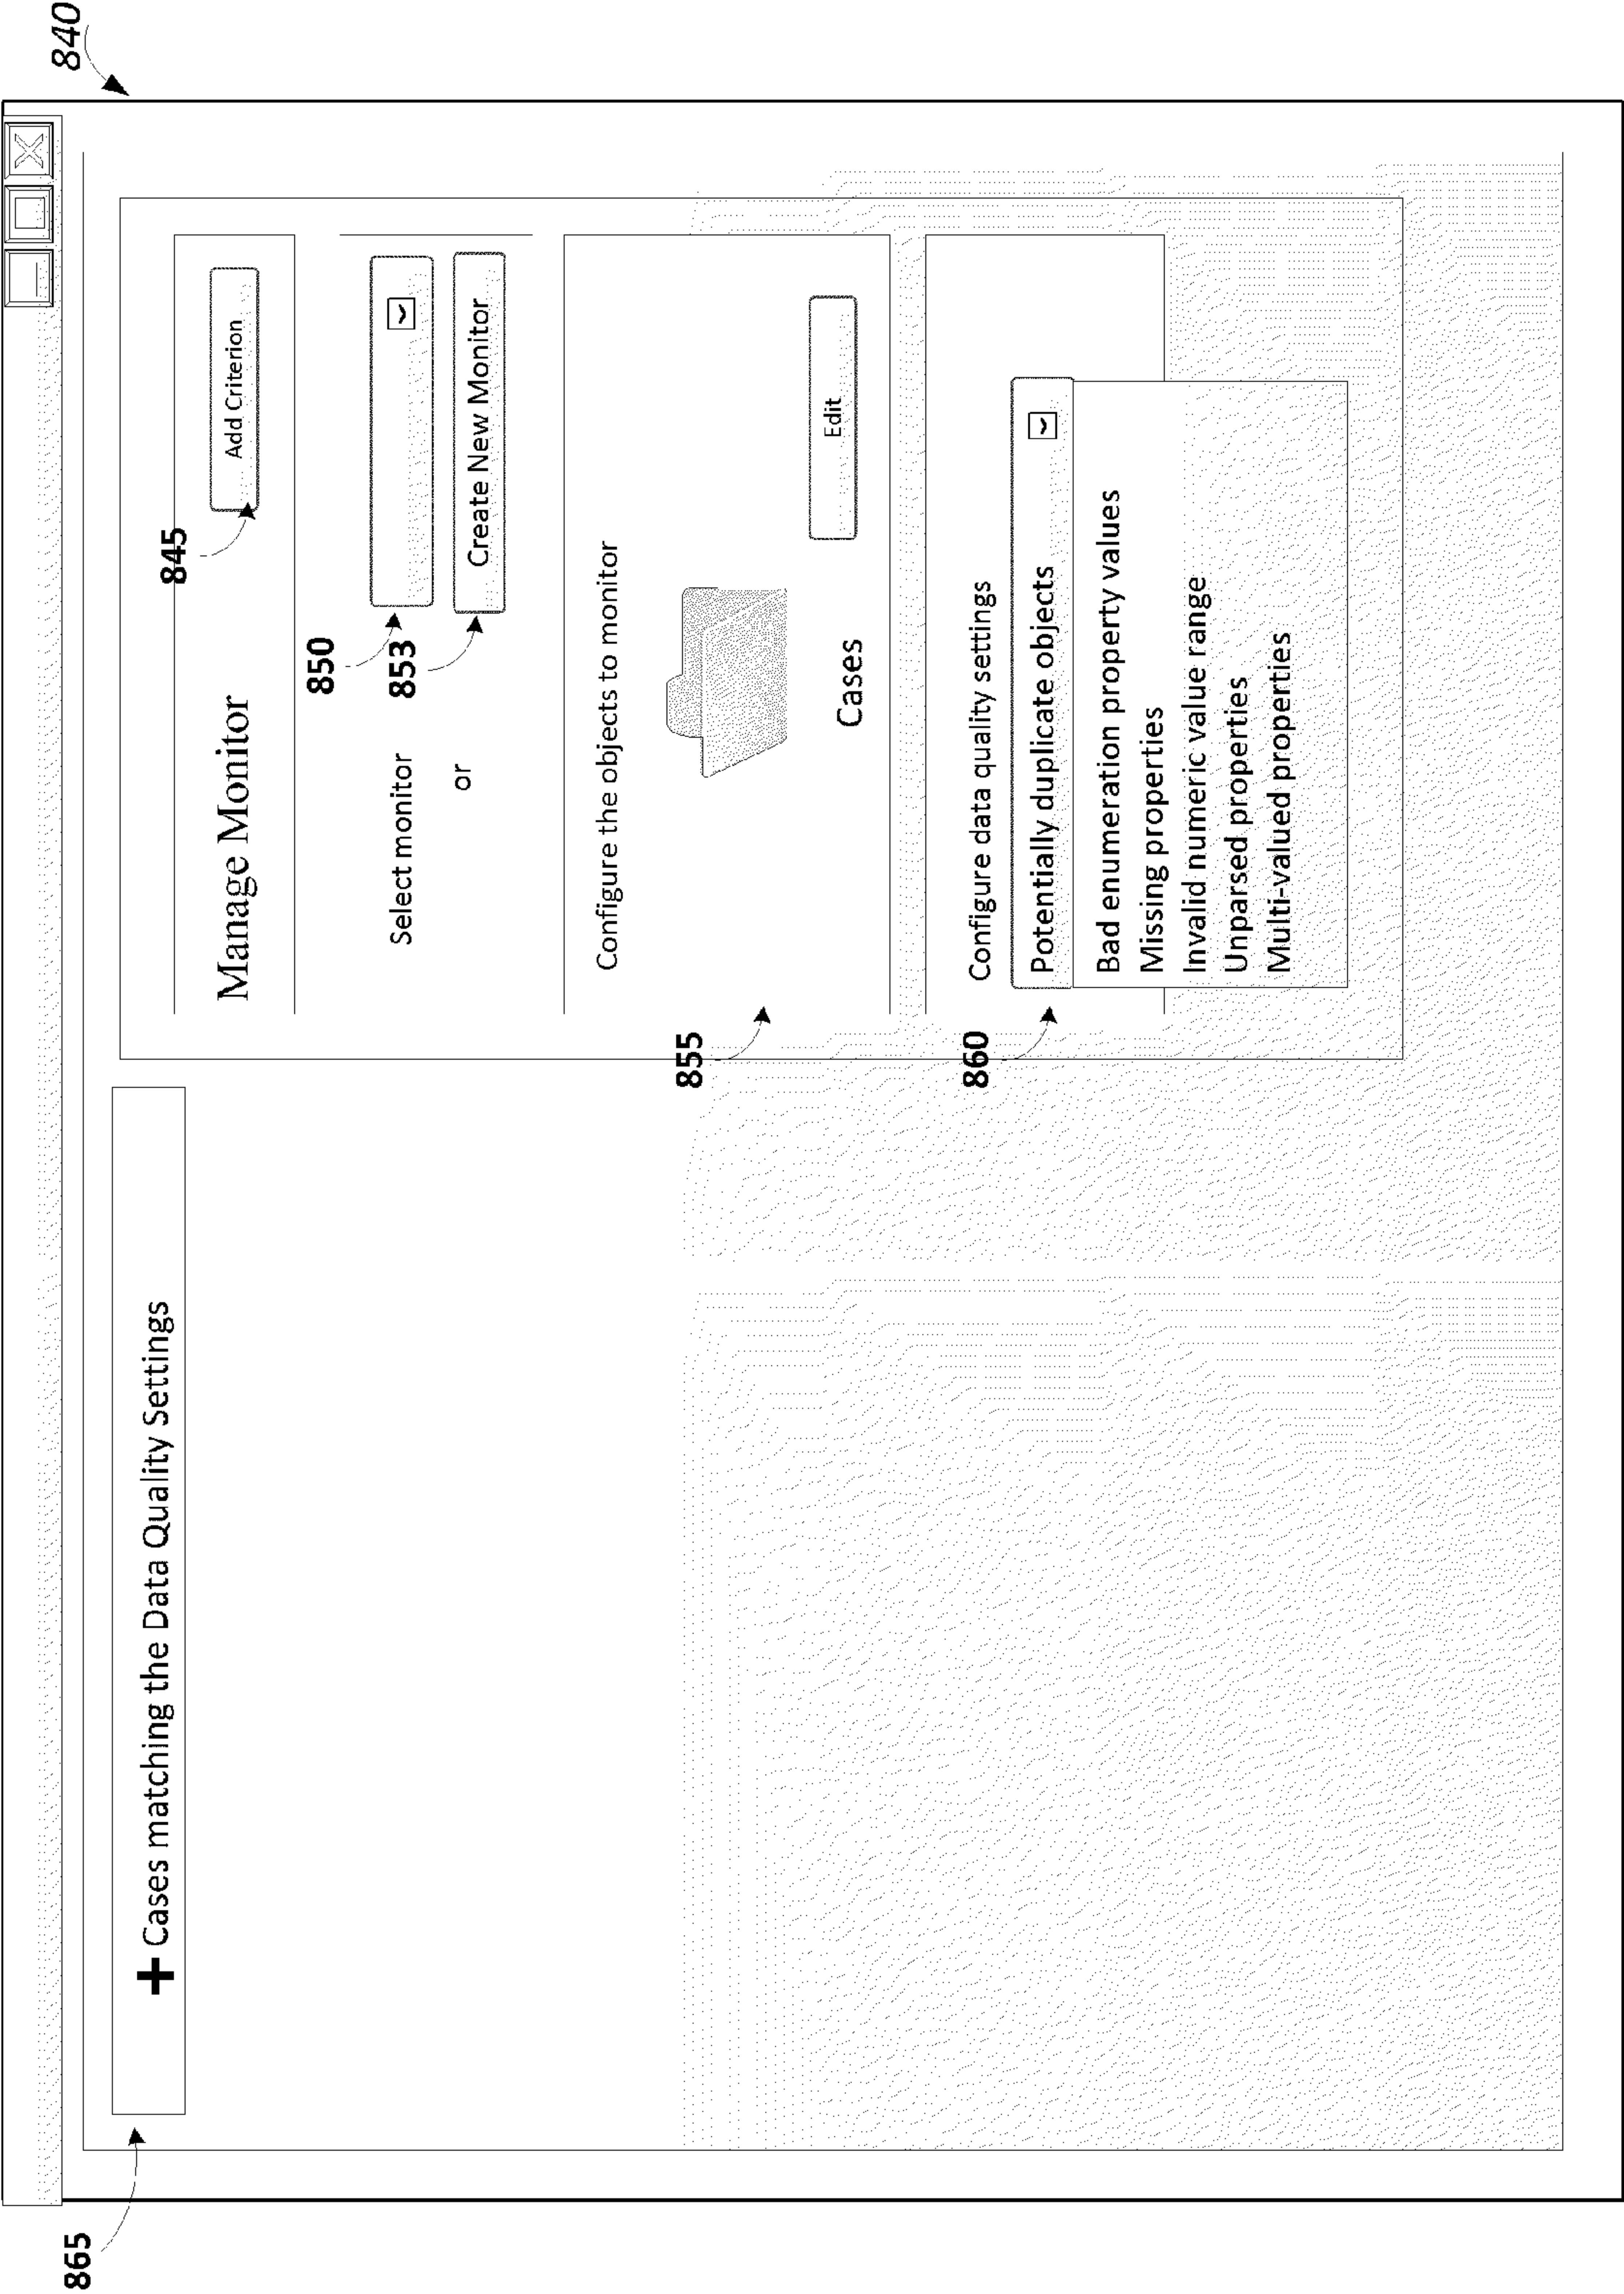 840
865
+ Cases matching the Data Quality Settings
845
Manage Monitor
Add Criterion
850
Select monitor
853
or
Create New Monitor
Configure the objects to monitor
Cases
Edit
855
Configure data quality settings
860
Potentially duplicate objects
Bad enumeration property values
Missing properties
Invalid numeric value range
Unparsed properties
Multi-valued properties